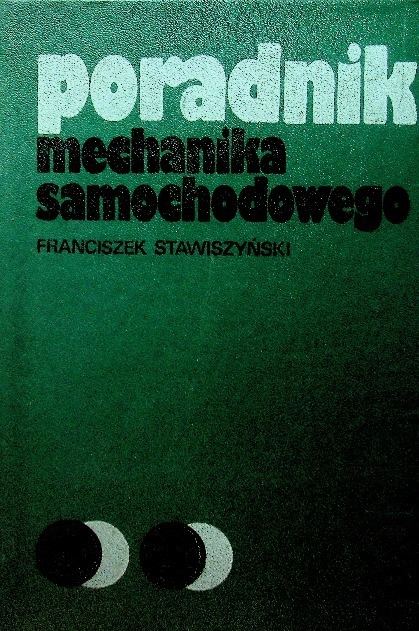 poradnik
mechanika
samochodowego
FRANCISZEK STAWISZYŃSKI